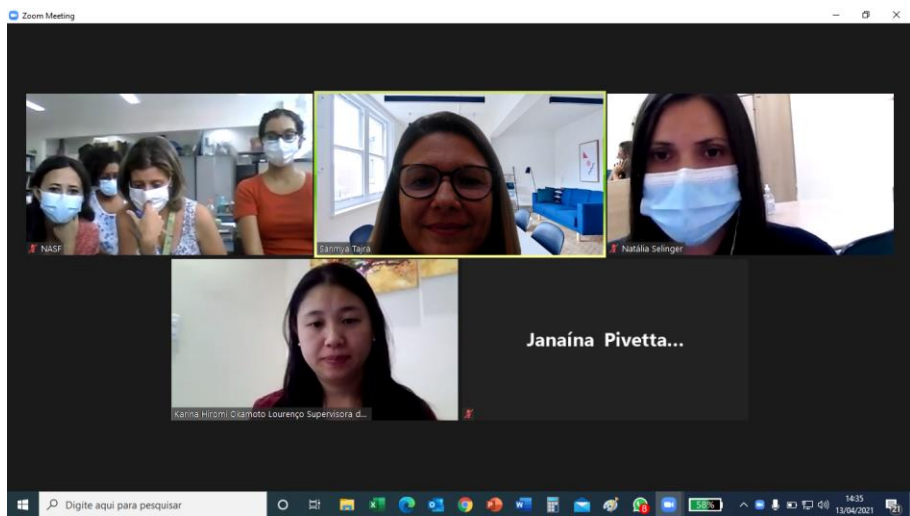 Zoom Meeting
NASF
Sanmya Tajra
Natália Selinger
Karina Hiromi Okamoto Lourenço Supervisora d...
Janaína Pivetta...
Digite aqui para pesquisar
58%
14:35
13/04/2021
21
8